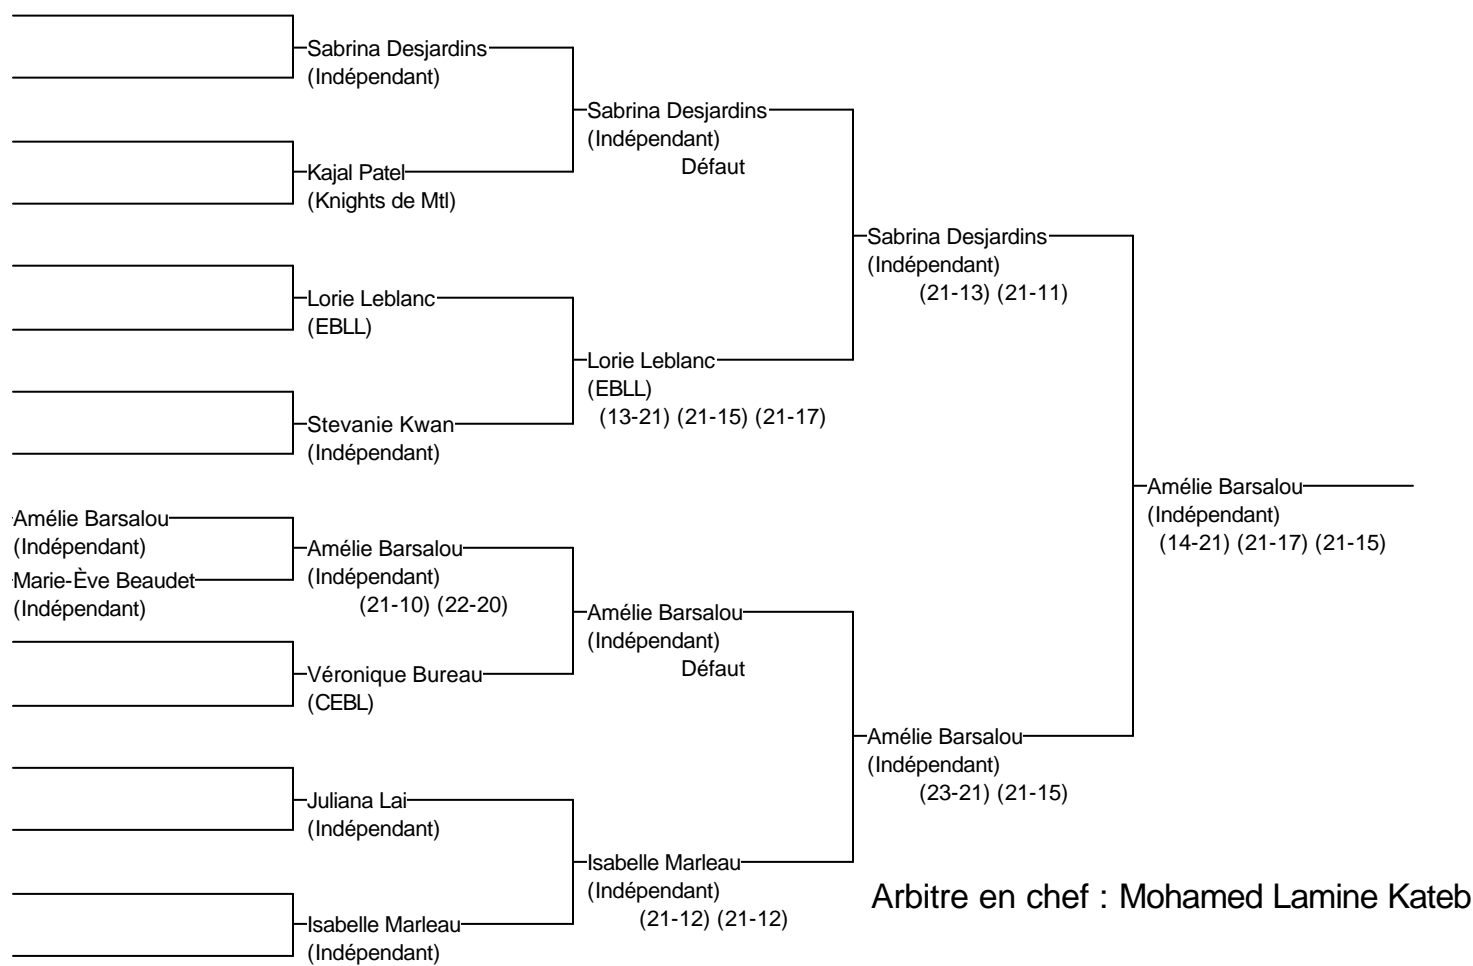 Sabrina Desjardins
(Indépendant)
Kajal Patel
(Knights de Mtl)
Lorie Leblanc
(EBLL)
Stevanie Kwan
(Indépendant)
Amélie Barsalou
(Indépendant)
Marie-Ève Beaudet
(Indépendant)
Amélie Barsalou
(Indépendant)
(21-10) (22-20)
Véronique Bureau
(CEBL)
Juliana Lai
(Indépendant)
Isabelle Marleau
(Indépendant)
Sabrina Desjardins
(Indépendant)
Défaut
Lorie Leblanc
(EBLL)
(13-21) (21-15) (21-17)
Amélie Barsalou
(Indépendant)
Défaut
Isabelle Marleau
(Indépendant)
(21-12) (21-12)
Sabrina Desjardins
(Indépendant)
(21-13) (21-11)
Amélie Barsalou
(Indépendant)
(23-21) (21-15)
Amélie Barsalou
(Indépendant)
(14-21) (21-17) (21-15)
Arbitre en chef : Mohamed Lamine Kateb